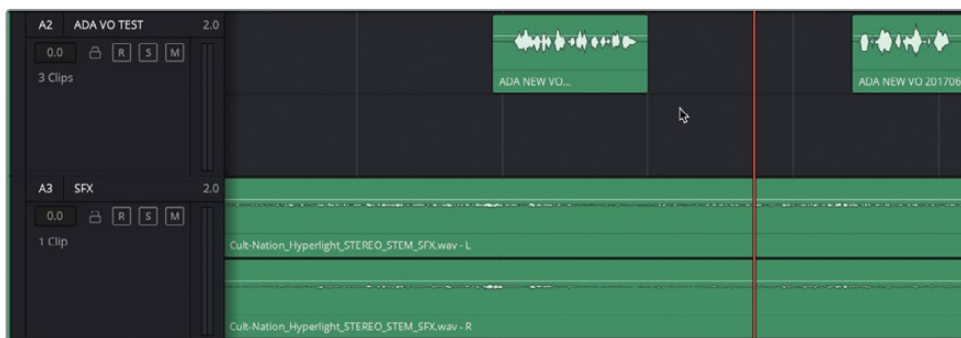 A2 ADA VO TEST 2.0
0.0 R S M
3 Clips
ADA NEW VO...
ADA NEW VO 201706
A3 SFX 2.0
0.0 R S M
1 Clip
Cult-Nation_Hyperlight_STEREO_STEM_SFX.wav - L
Cult-Nation_Hyperlight_STEREO_STEM_SFX.wav - R